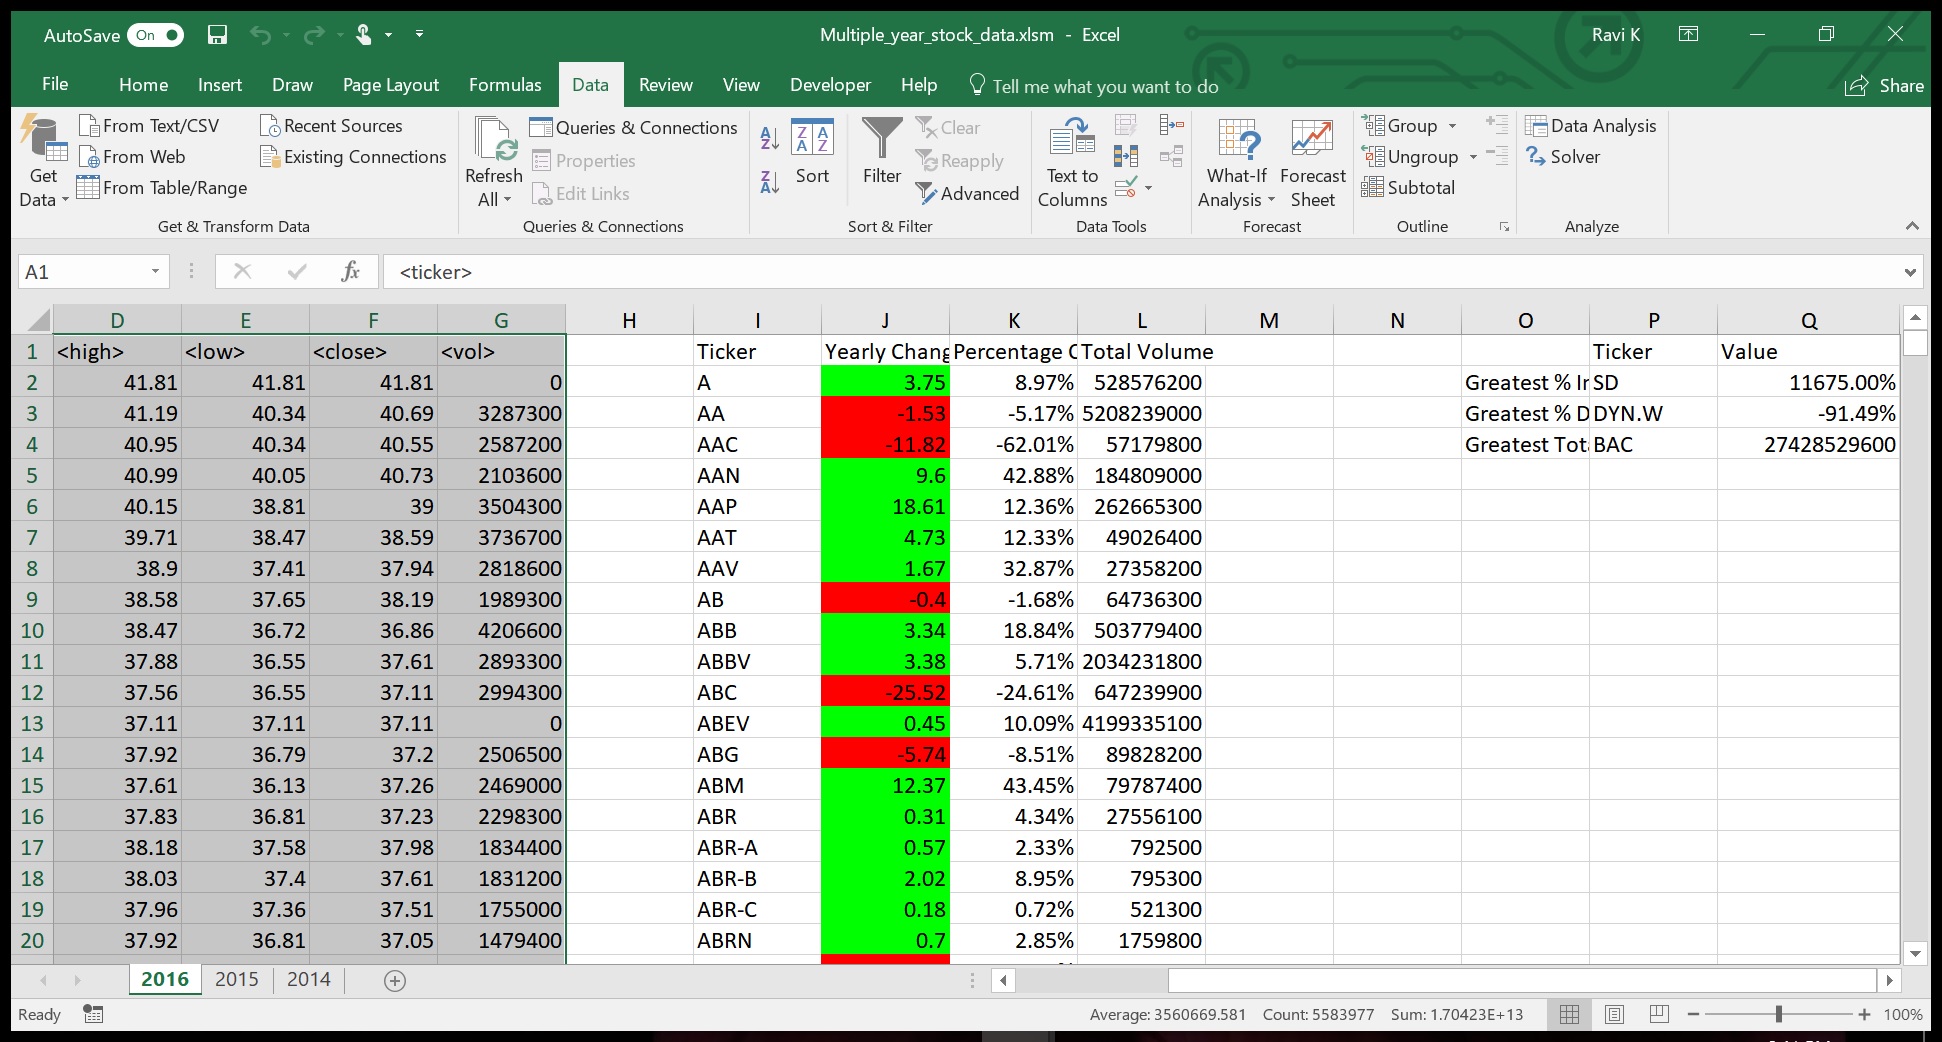 AutoSave On Multiple_year_stock_data.xlsm - Excel Ravi K
File Home Insert Draw Page Layout Formulas Data Review View Developer Help Tell me what you want to do Share
Get Data
From Text/CSV
From Web
From Table/Range
Recent Sources
Existing Connections
Get & Transform Data
Refresh All
Queries & Connections
Properties
Edit Links
Queries & Connections
Sort
Filter
Clear
Reapply
Advanced
Sort & Filter
Text to Columns
Data Tools
What-If Analysis
Forecast Sheet
Forecast
Group
Ungroup
Subtotal
Outline
Data Analysis
Solver
Analyze
A1 fx <ticker>
D E F G H I J K L M N O P Q
1 <high> <low> <close> <vol> Ticker Yearly Chang Percentage C Total Volume Ticker Value
2 41.81 41.81 41.81 0 A 3.75 8.97% 528576200 Greatest % In SD 11675.00%
3 41.19 40.34 40.69 3287300 AA -1.53 -5.17% 5208239000 Greatest % D DYN.W -91.49%
4 40.95 40.34 40.55 2587200 AAC -11.82 -62.01% 57179800 Greatest Tot BAC 27428529600
5 40.99 40.05 40.73 2103600 AAN 9.6 42.88% 184809000
6 40.15 38.81 39 3504300 AAP 18.61 12.36% 262665300
7 39.71 38.47 38.59 3736700 AAT 4.73 12.33% 49026400
8 38.9 37.41 37.94 2818600 AAV 1.67 32.87% 27358200
9 38.58 37.65 38.19 1989300 AB -0.4 -1.68% 64736300
10 38.47 36.72 36.86 4206600 ABB 3.34 18.84% 503779400
11 37.88 36.55 37.61 2893300 ABBV 3.38 5.71% 2034231800
12 37.56 36.55 37.11 2994300 ABC -25.52 -24.61% 647239900
13 37.11 37.11 37.11 0 ABEV 0.45 10.09% 4199335100
14 37.92 36.79 37.2 2506500 ABG -5.74 -8.51% 89828200
15 37.61 36.13 37.26 2469000 ABM 12.37 43.45% 79787400
16 37.83 36.81 37.23 2298300 ABR 0.31 4.34% 27556100
17 38.18 37.58 37.98 1834400 ABR-A 0.57 2.33% 792500
18 38.03 37.4 37.61 1831200 ABR-B 2.02 8.95% 795300
19 37.96 37.36 37.51 1755000 ABR-C 0.18 0.72% 521300
20 37.92 36.81 37.05 1479400 ABRN 0.7 2.85% 1759800
2016 2015 2014
Ready Average: 3560669.581 Count: 5583977 Sum: 1.70423E+13 100%